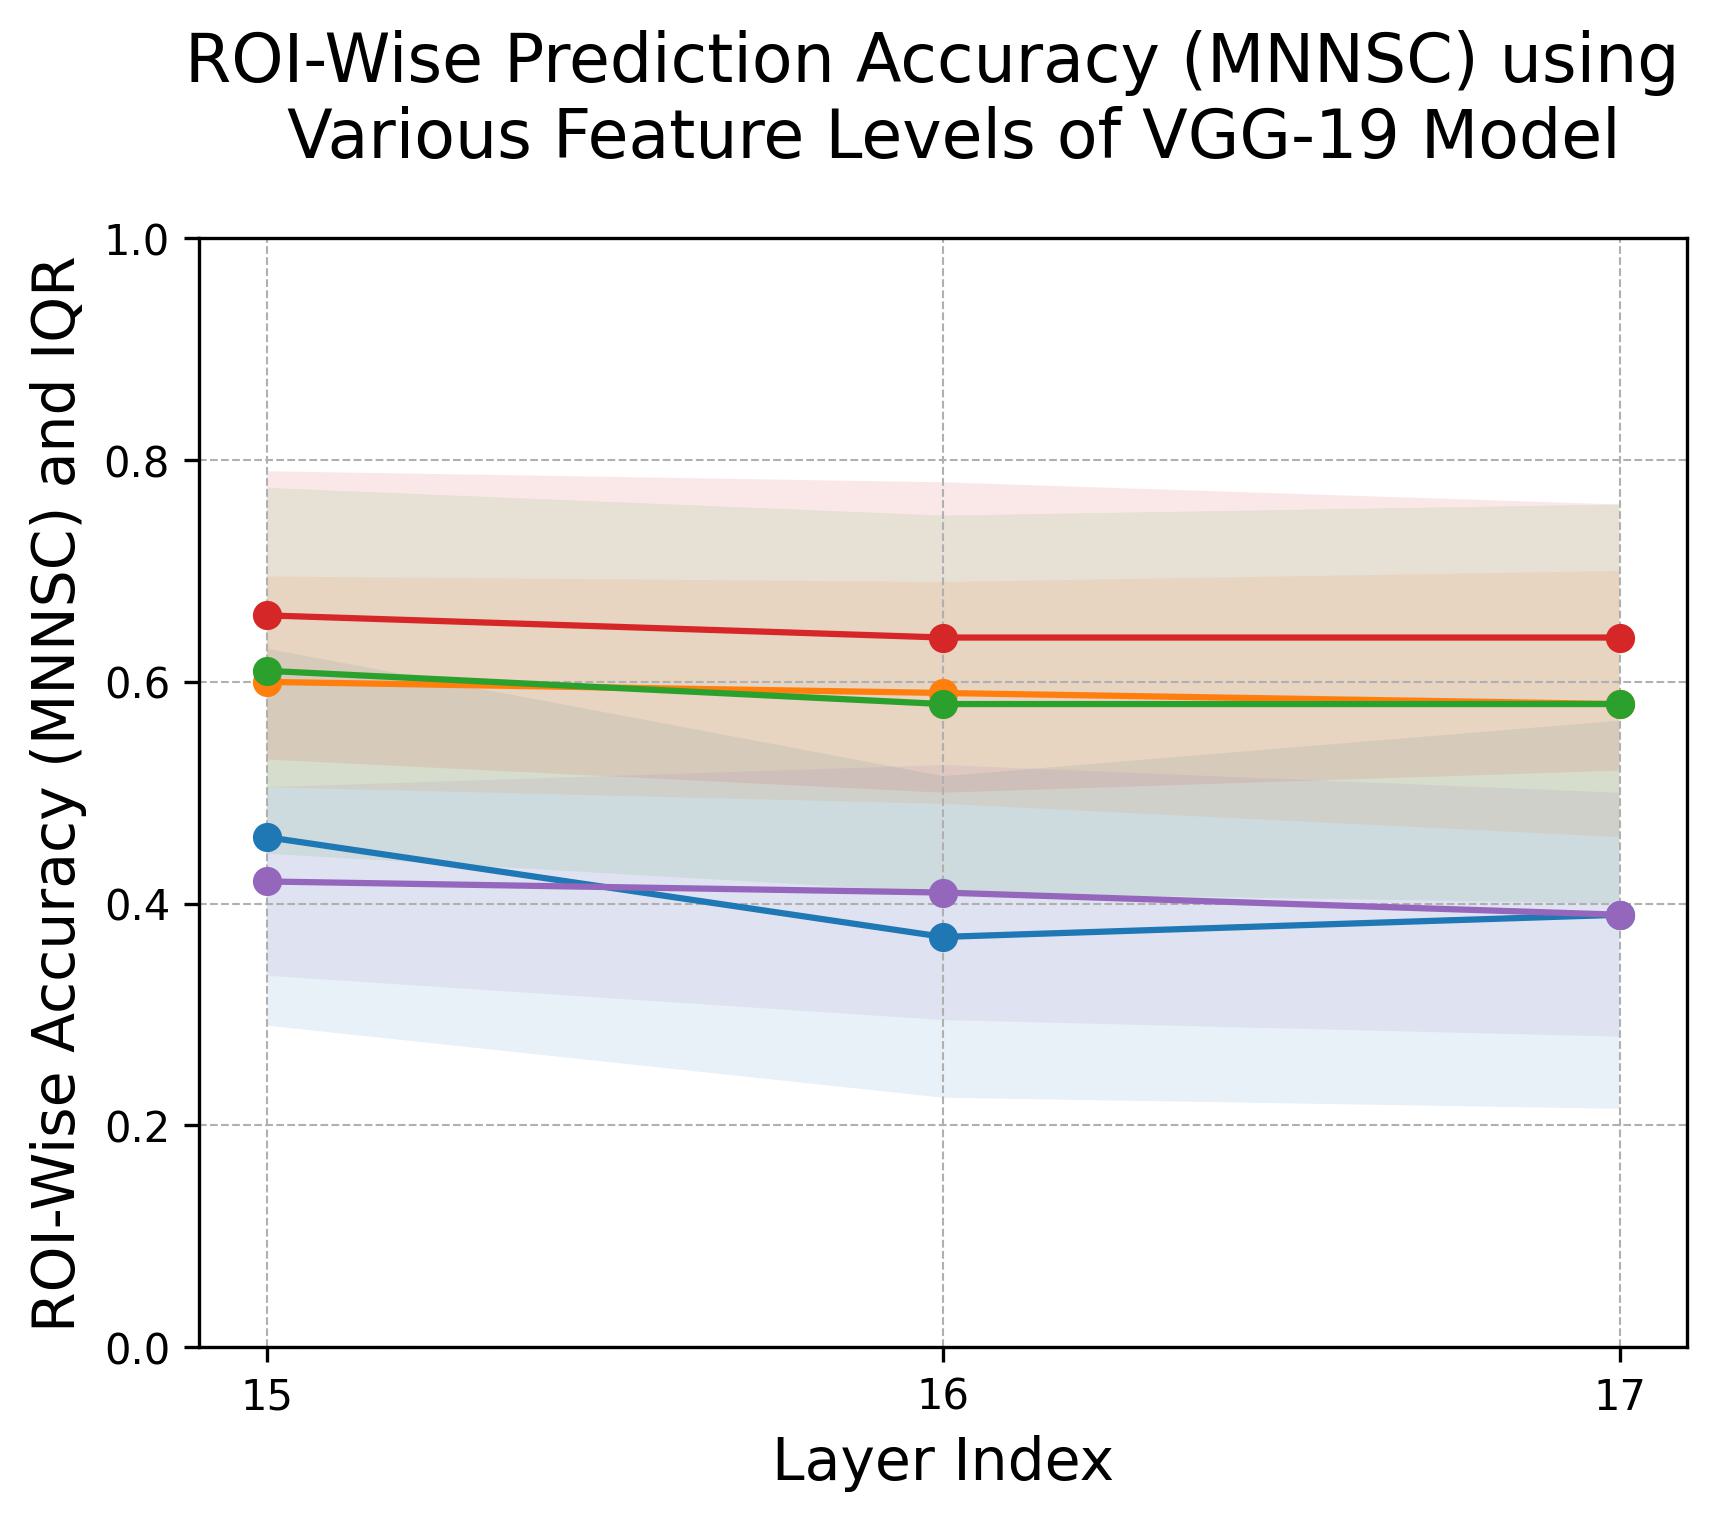 ROI-Wise Prediction Accuracy (MNNSC) using
Various Feature Levels of VGG-19 Model
ROI-Wise Accuracy (MNNSC) and IQR
1.0
0.8
0.6
0.4
0.2
0.0
15
16
17
Layer Index